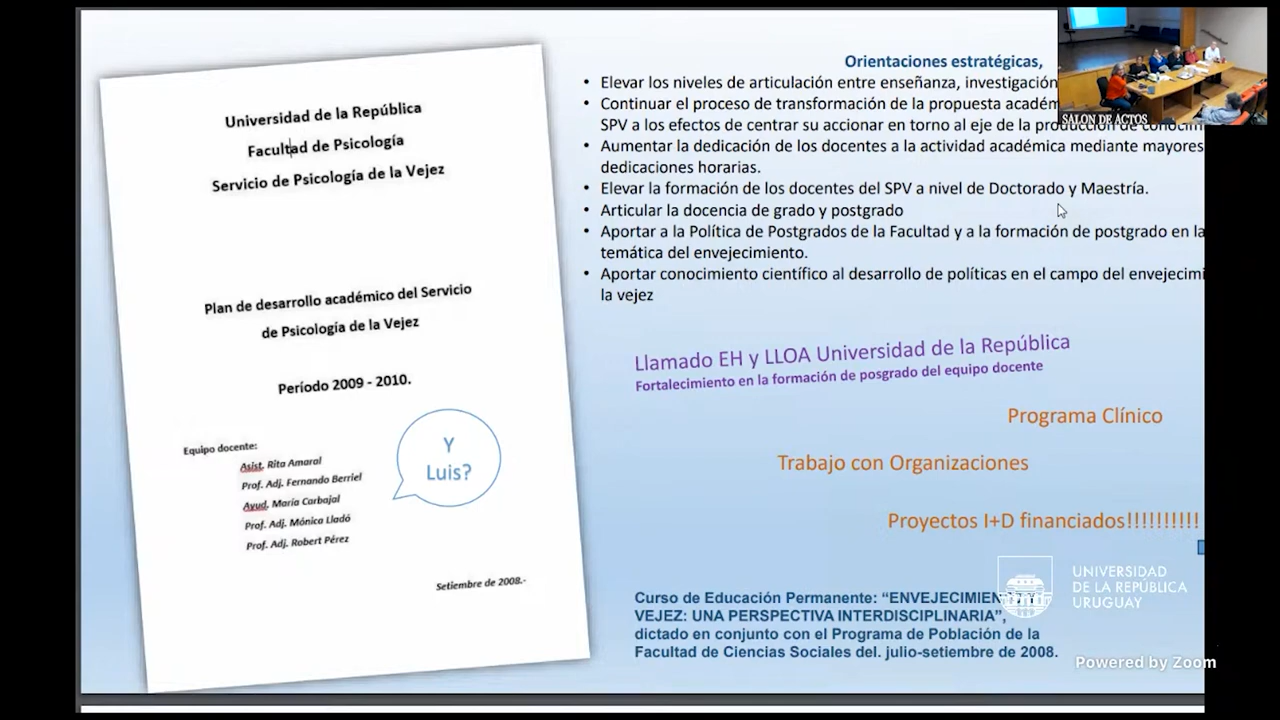 Universidad de la República
Facultad de Psicología
Servicio de Psicología de la Vejez
Plan de desarrollo académico del Servicio
de Psicología de la Vejez
Período 2009 - 2010.
Equipo docente:
Asist. Rita Amaral
Prof. Adj. Fernando Berriel
Ayud. María Carbajal
Prof. Adj. Mónica Lladó
Prof. Adj. Robert Pérez
Setiembre de 2008.-
Y
Luis?
Orientaciones estratégicas,
• Elevar los niveles de articulación entre enseñanza, investigación
• Continuar el proceso de transformación de la propuesta
SPV a los efectos de centrar su accionar en torno al eje de la producción de
• Aumentar la dedicación de los docentes a la actividad académica mediante mayores
dedicaciones horarias.
• Elevar la formación de los docentes del SPV a nivel de Doctorado y Maestría.
• Articular la docencia de grado y postgrado
• Aportar a la Política de Postgrados de la Facultad y a la formación de postgrado en la
temática del envejecimiento.
• Aportar conocimiento científico al desarrollo de políticas en el campo del envejecimi
la vejez
Llamado EH y LLOA Universidad de la República
Fortalecimiento en la formación de posgrado del equipo docente
Programa Clínico
Trabajo con Organizaciones
Proyectos I+D financiados!!!!!!!!!!
Curso de Educación Permanente: “ENVEJECIMIEN
VEJEZ: UNA PERSPECTIVA INTERDISCIPLINARIA”,
dictado en conjunto con el Programa de Población de la
Facultad de Ciencias Sociales del. julio-setiembre de 2008.
UNIVERSIDAD
DE LA REPÚBLICA
URUGUAY
Powered by Zoom
SALON DE ACTOS